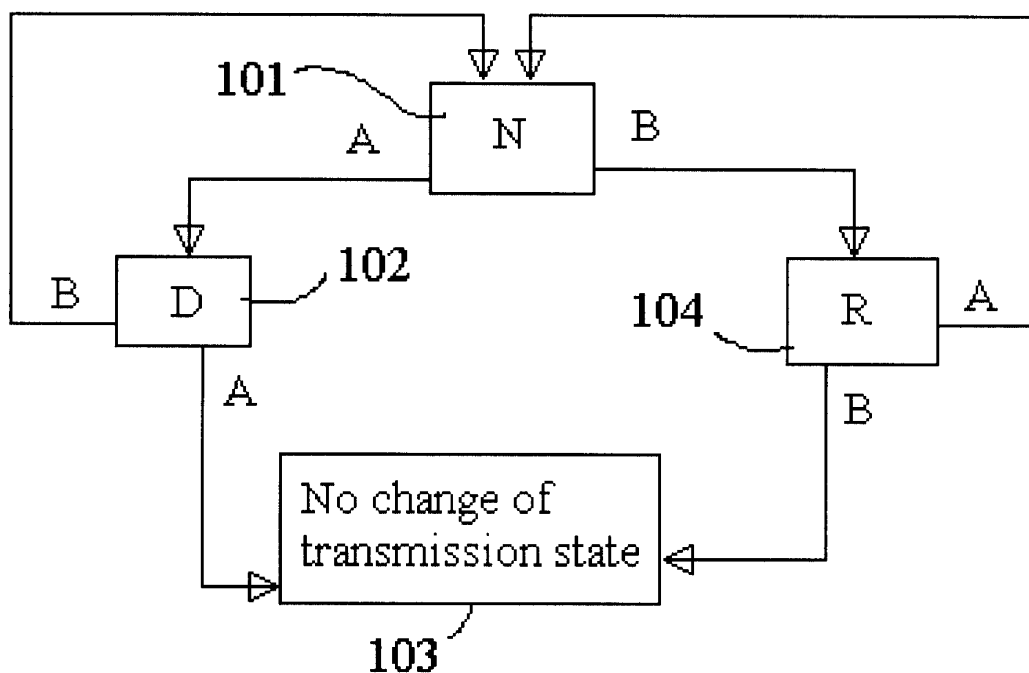 101
N
A
B
102
B
D
104
R
A
A
B
No change of
transmission state
103